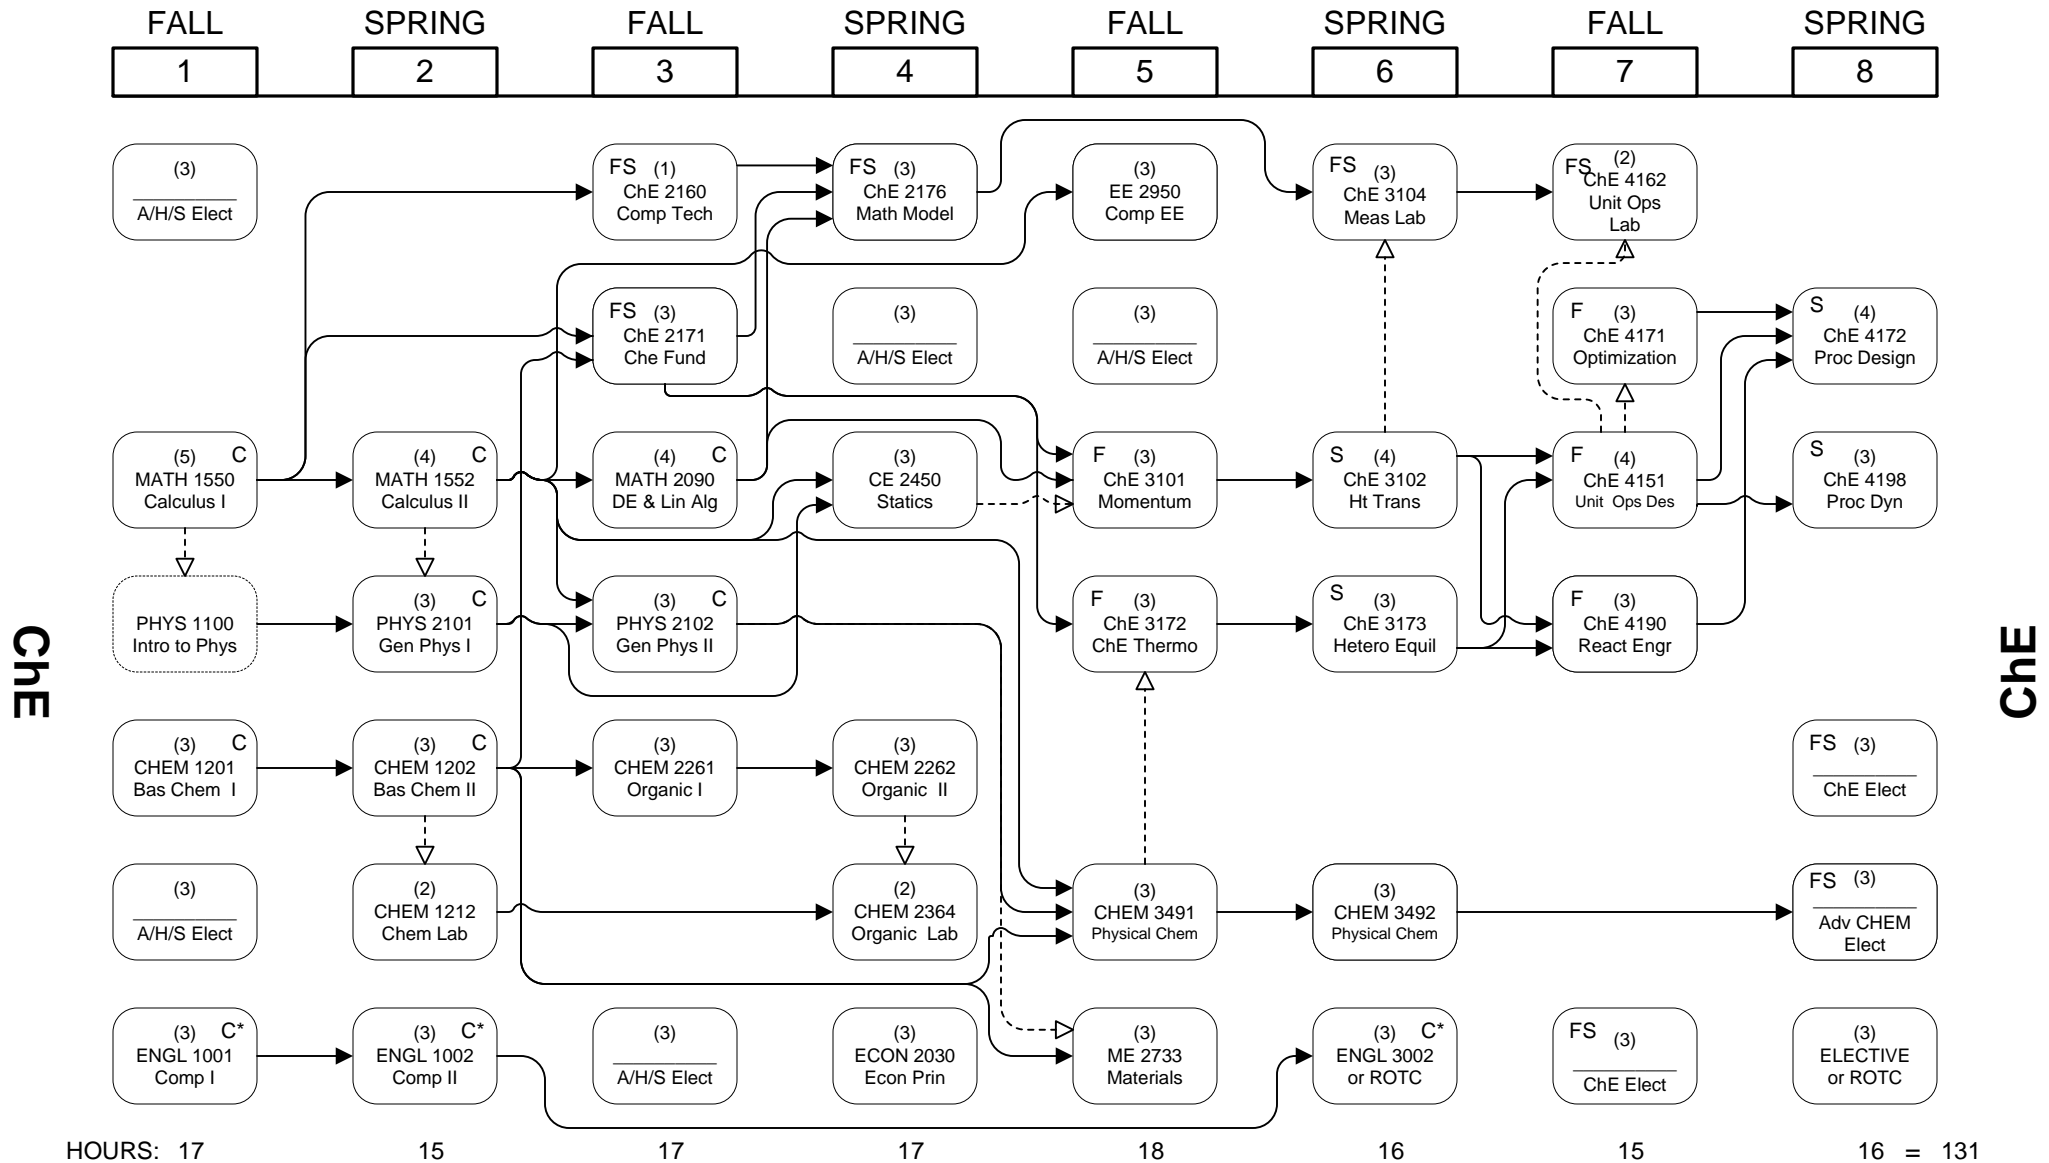 FALL SPRING FALL SPRING FALL SPRING FALL SPRING
1 2 3 4 5 6 7 8
(3)
A/H/S Elect
FS (1)
ChE 2160
Comp Tech
FS (3)
ChE 2176
Math Model
(3)
EE 2950
Comp EE
FS (3)
ChE 3104
Meas Lab
FS (2)
ChE 4162
Unit Ops
Lab
FS (3)
ChE 2171
Che Fund
(3)
A/H/S Elect
(3)
A/H/S Elect
F (3)
ChE 4171
Optimization
S (4)
ChE 4172
Proc Design
(5) C
MATH 1550
Calculus I
(4) C
MATH 1552
Calculus II
(4) C
MATH 2090
DE & Lin Alg
(3)
CE 2450
Statics
F (3)
ChE 3101
Momentum
S (4)
ChE 3102
Ht Trans
F (4)
ChE 4151
Unit Ops Des
S (3)
ChE 4198
Proc Dyn
ChE
PHYS 1100
Intro to Phys
(3) C
PHYS 2101
Gen Phys I
(3) C
PHYS 2102
Gen Phys II
F (3)
ChE 3172
ChE Thermo
S (3)
ChE 3173
Hetero Equil
F (3)
ChE 4190
React Engr
ChE
(3) C
CHEM 1201
Bas Chem I
(3) C
CHEM 1202
Bas Chem II
(3)
CHEM 2261
Organic I
(3)
CHEM 2262
Organic II
FS (3)
ChE Elect
(3)
A/H/S Elect
(2)
CHEM 1212
Chem Lab
(2)
CHEM 2364
Organic Lab
(3)
CHEM 3491
Physical Chem
(3)
CHEM 3492
Physical Chem
FS (3)
Adv CHEM
Elect
(3) C*
ENGL 1001
Comp I
(3) C*
ENGL 1002
Comp II
(3)
A/H/S Elect
(3)
ECON 2030
Econ Prin
(3)
ME 2733
Materials
(3) C*
ENGL 3002
or ROTC
FS (3)
ChE Elect
(3)
ELECTIVE
or ROTC
HOURS: 17 15 17 17 18 16 15 16 = 131